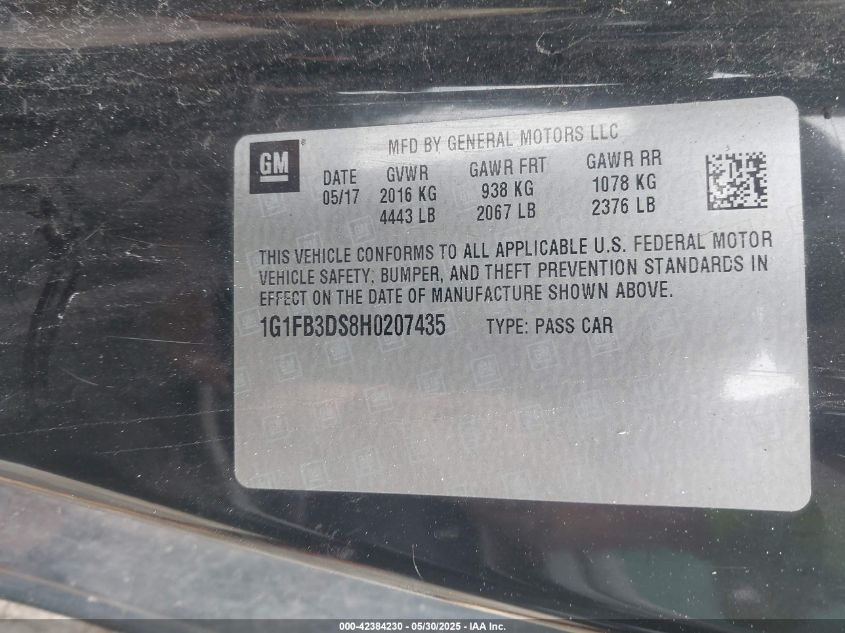 GM
MFD BY GENERAL MOTORS LLC
DATE GVWR GAWR FRT GAWR RR
05/17 2016 KG 938 KG 1078 KG
4443 LB 2067 LB 2376 LB
THIS VEHICLE CONFORMS TO ALL APPLICABLE U.S. FEDERAL MOTOR
VEHICLE SAFETY, BUMPER, AND THEFT PREVENTION STANDARDS IN
EFFECT ON THE DATE OF MANUFACTURE SHOWN ABOVE.
1G1FB3DS8H0207435 TYPE: PASS CAR
000-42384230 - 05/30/2025 - IAA Inc.